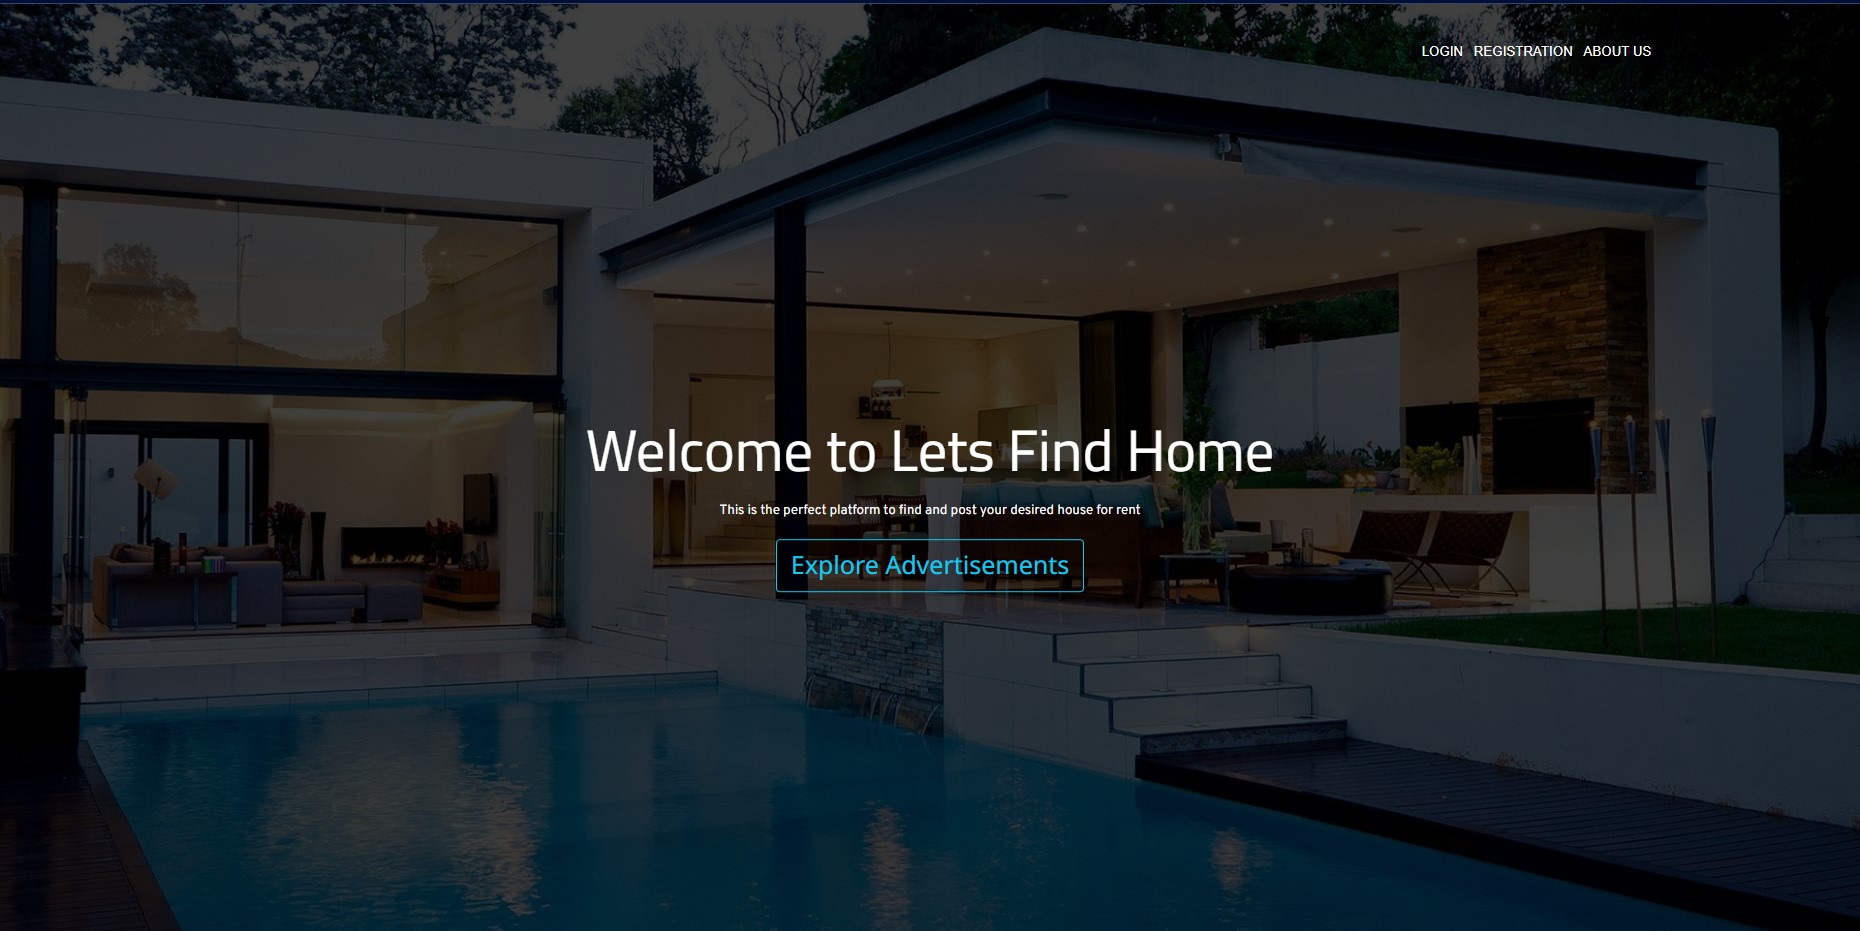 LOGIN REGISTRATION ABOUT US
Welcome to Lets Find Home
This is the perfect platform to find and post your desired house for rent
Explore Advertisements